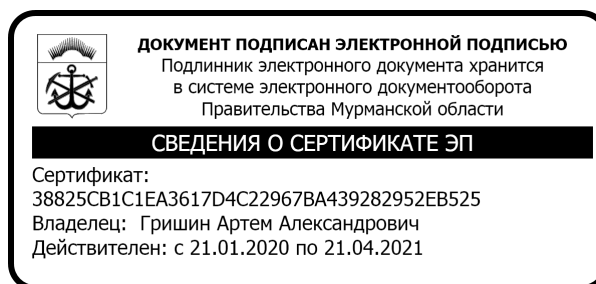 ДОКУМЕНТ ПОДПИСАН ЭЛЕКТРОННОЙ ПОДПИСЬЮ
Подлинник электронного документа хранится
в системе электронного документооборота
Правительства Мурманской области
СВЕДЕНИЯ О СЕРТИФИКАТЕ ЭП
Сертификат:
38825CB1C1EA3617D4C22967BA439282952EB525
Владелец: Гришин Артем Александрович
Действителен: с 21.01.2020 по 21.04.2021